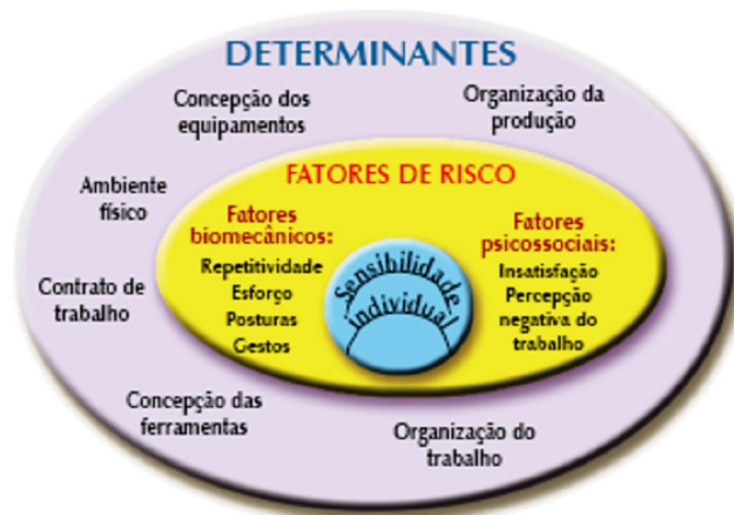 DETERMINANTES
Concepção dos
equipamentos
Organização da
produção
Ambiente
físico
Contrato de
trabalho
FATORES DE RISCO
Fatores
biomecânicos:
Repetitividade
Esforço
Posturas
Gestos
Sensibilidade
individual
Fatores
psicossociais:
Insatisfação
Percepção
negativa do
trabalho
Concepção das
ferramentas
Organização do
trabalho